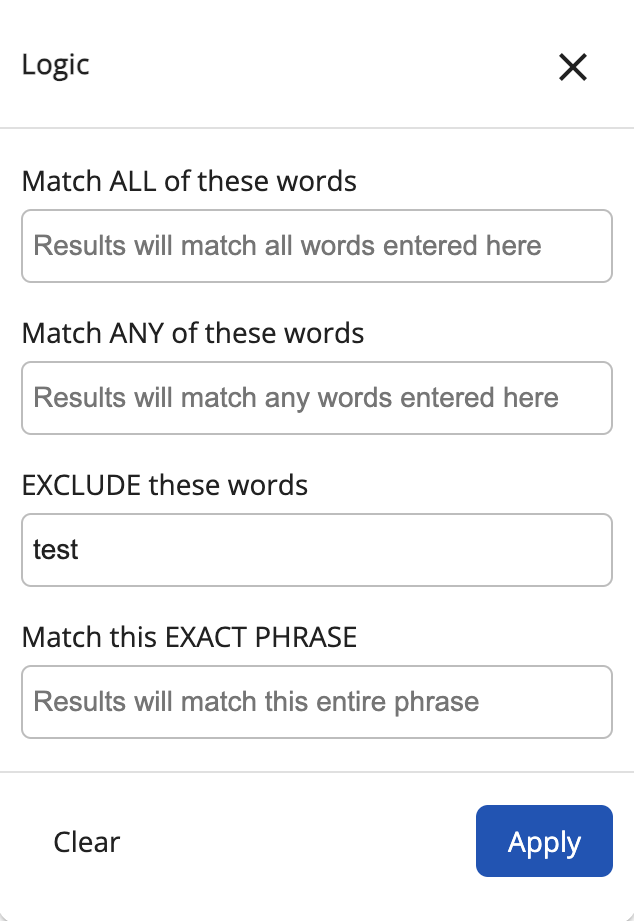 Logic
Match ALL of these words
Results will match all words entered here
Match ANY of these words
Results will match any words entered here
EXCLUDE these words
test
Match this EXACT PHRASE
Results will match this entire phrase
Clear
Apply